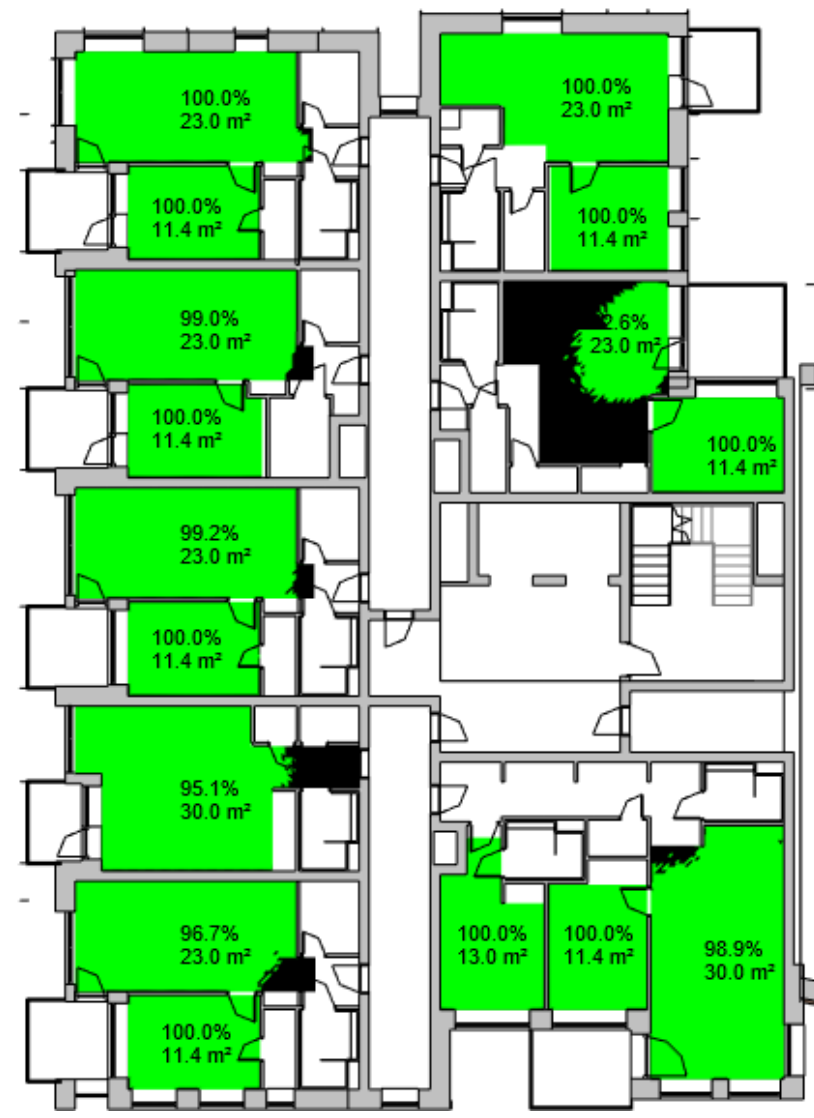 100.0%
23.0 m²
100.0%
23.0 m²
100.0%
11.4 m²
100.0%
11.4 m²
99.0%
23.0 m²
2.6%
23.0 m²
100.0%
11.4 m²
100.0%
11.4 m²
99.2%
23.0 m²
100.0%
11.4 m²
95.1%
30.0 m²
96.7%
23.0 m²
100.0%
13.0 m²
100.0%
11.4 m²
98.9%
30.0 m²
100.0%
11.4 m²